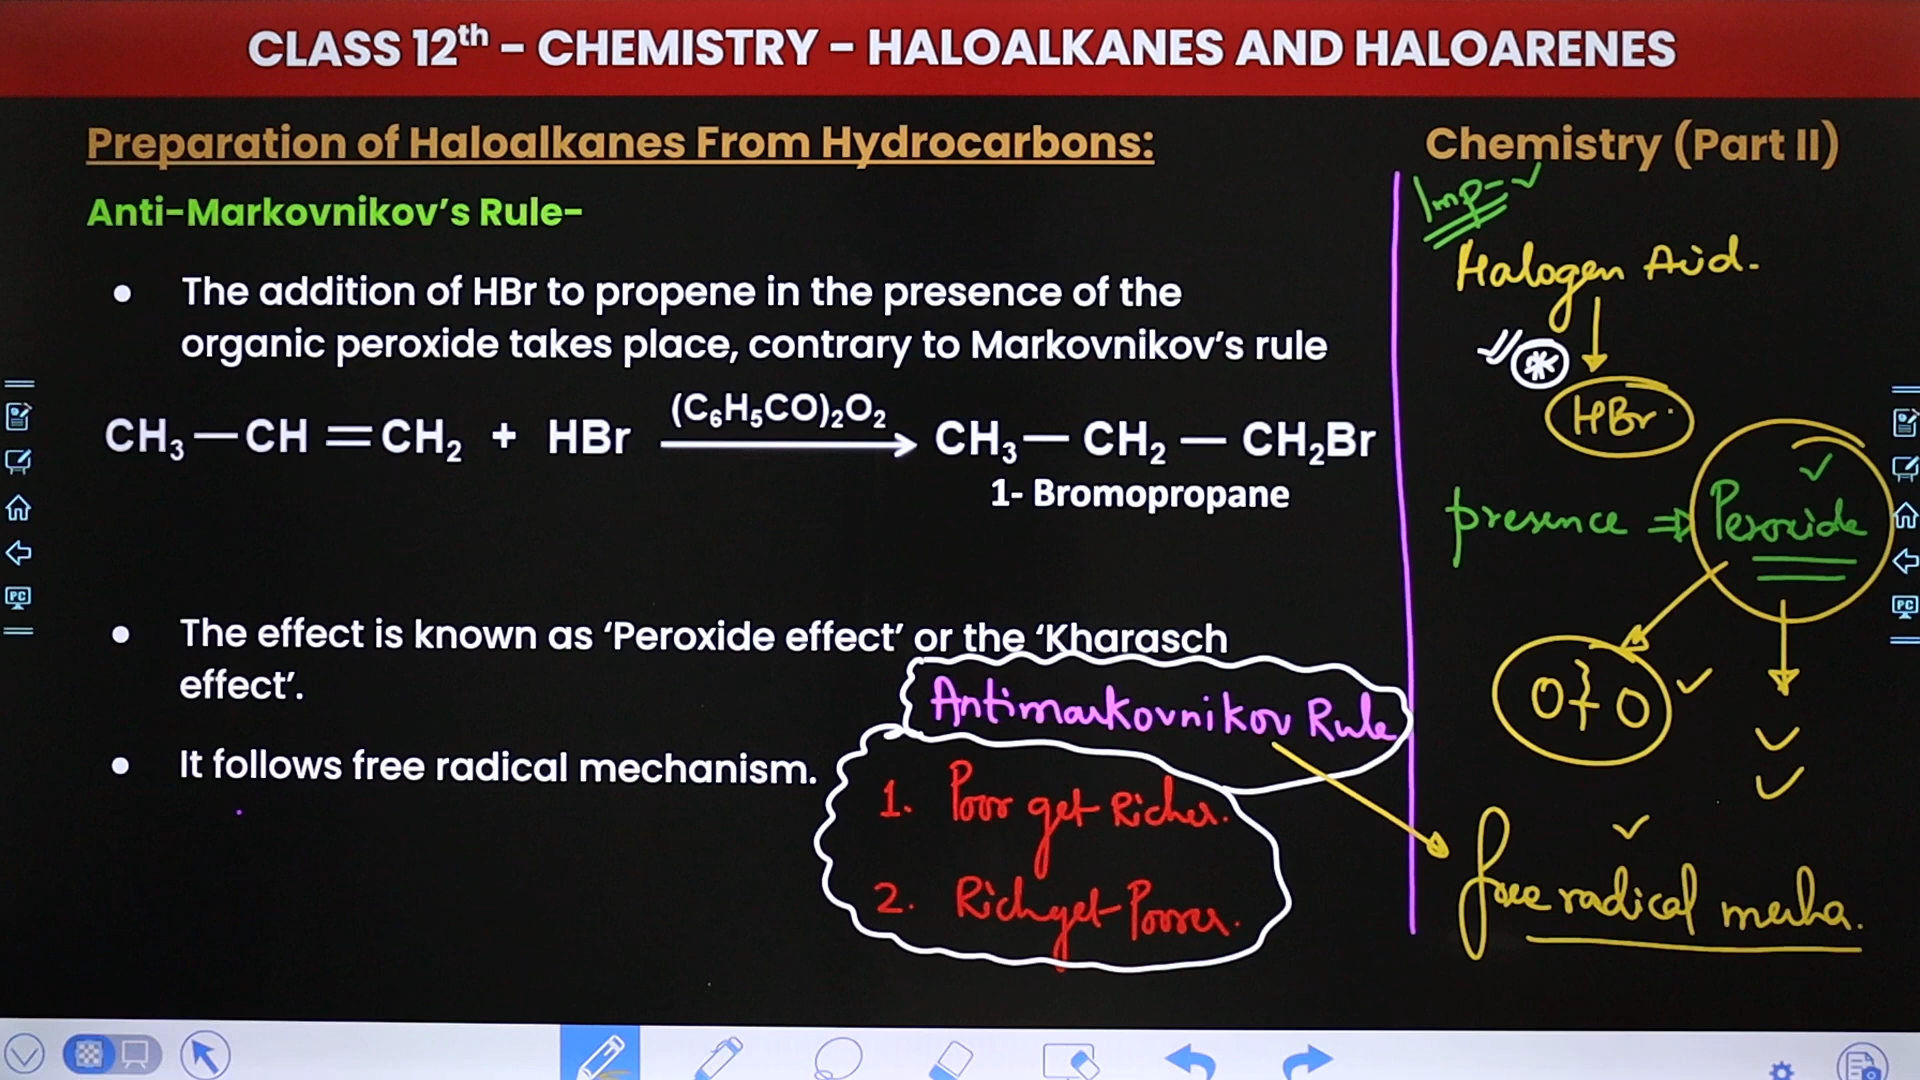 CLASS 12th – CHEMISTRY – HALOALKANES AND HALOARENES
Preparation of Haloalkanes From Hydrocarbons:
Anti-Markovnikov's Rule-
• The addition of HBr to propene in the presence of the
organic peroxide takes place, contrary to Markovnikov's rule
CH₃—CH=CH₂ + HBr (C₆H₅CO)₂O₂ → CH₃—CH₂—CH₂Br
1- Bromopropane
• The effect is known as 'Peroxide effect' or the 'Kharasch
effect'.
• It follows free radical mechanism.
Antimarkovnikov Rule
1. Poor get Richer.
2. Rich get Poorer.
Chemistry (Part II)
Imp-
Halogen Acid.
HBr
presence ⇒ Peroxide
O O
free radical mecha.
PC
PC